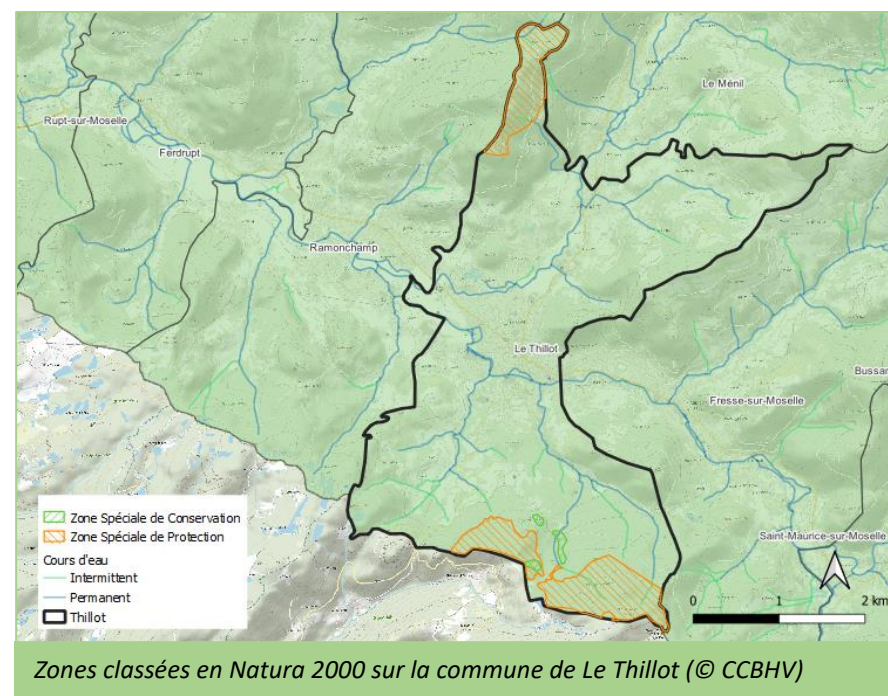 Le Ménil
Rupt-sur-Moselle
Ferdrupt
Ramonchamp
Le Thillot
Bussan
Fresse-sur-Moselle
Zone Spéciale de Conservation
Zone Spéciale de Protection
Cours d'eau
Intermittent
Permanent
Thillot
Saint-Maurice-sur-Moselle
0 1 2 km
Zones classées en Natura 2000 sur la commune de Le Thillot (© CCBHV)